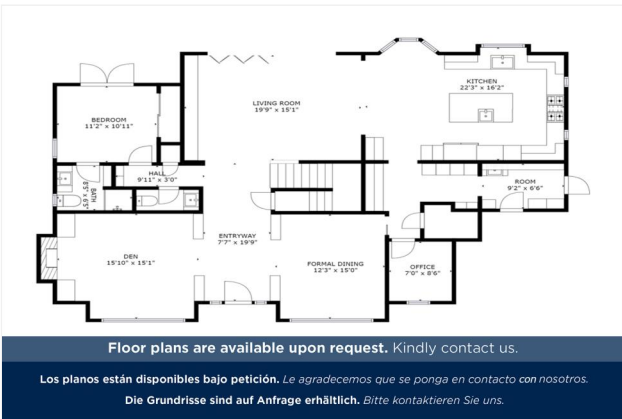 KITCHEN
22'3" x 16'2"
LIVING ROOM
19'9" x 15'1"
BEDROOM
11'2" x 10'11"
HALL
9'11" x 3'0"
ROOM
9'2" x 6'6"
BATH
ENTRYWAY
7'7" x 19'9"
DEN
15'10" x 15'1"
FORMAL DINING
12'3" x 15'0"
OFFICE
7'0" x 8'6"
Floor plans are available upon request. Kindly contact us.
Los planos están disponibles bajo petición. Le agradecemos que se ponga en contacto con nosotros.
Die Grundrisse sind auf Anfrage erhältlich. Bitte kontaktieren Sie uns.